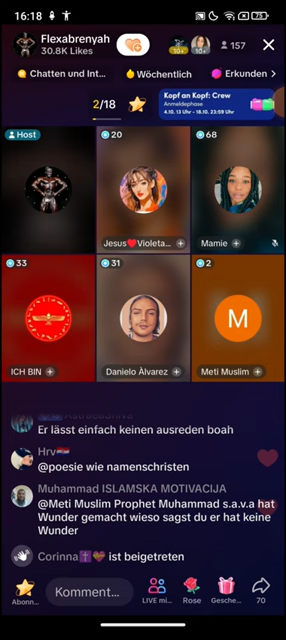 16:18
75
Flexabrenyah
30.8K Likes
10+
10+
157
Chatten und Int...
Wöchentlich
Erkunden >
2/18
Kopf an Kopf: Crew
Anmeldephase
4.10. 13 Uhr - 18.10. 23:59 Uhr
Host
20
68
Jesus❤️Violeta... +
Mamie +
33
31
2
M
ICH BIN +
Danielo Àlvarez +
Meti Muslim +
Er lässt einfach keinen ausreden boah
Hrv🇭🇷
@poesie wie namenschristen
Muhammad ISLAMSKA MOTIVACIJA
@Meti Muslim Prophet Muhammad s.a.v.a hat
Wunder gemacht wieso sagst du er hat keine
Wunder
Corinna✝️ ist beigetreten
Abonn...
Komment...
LIVE mi...
Rose
Gesche...
70